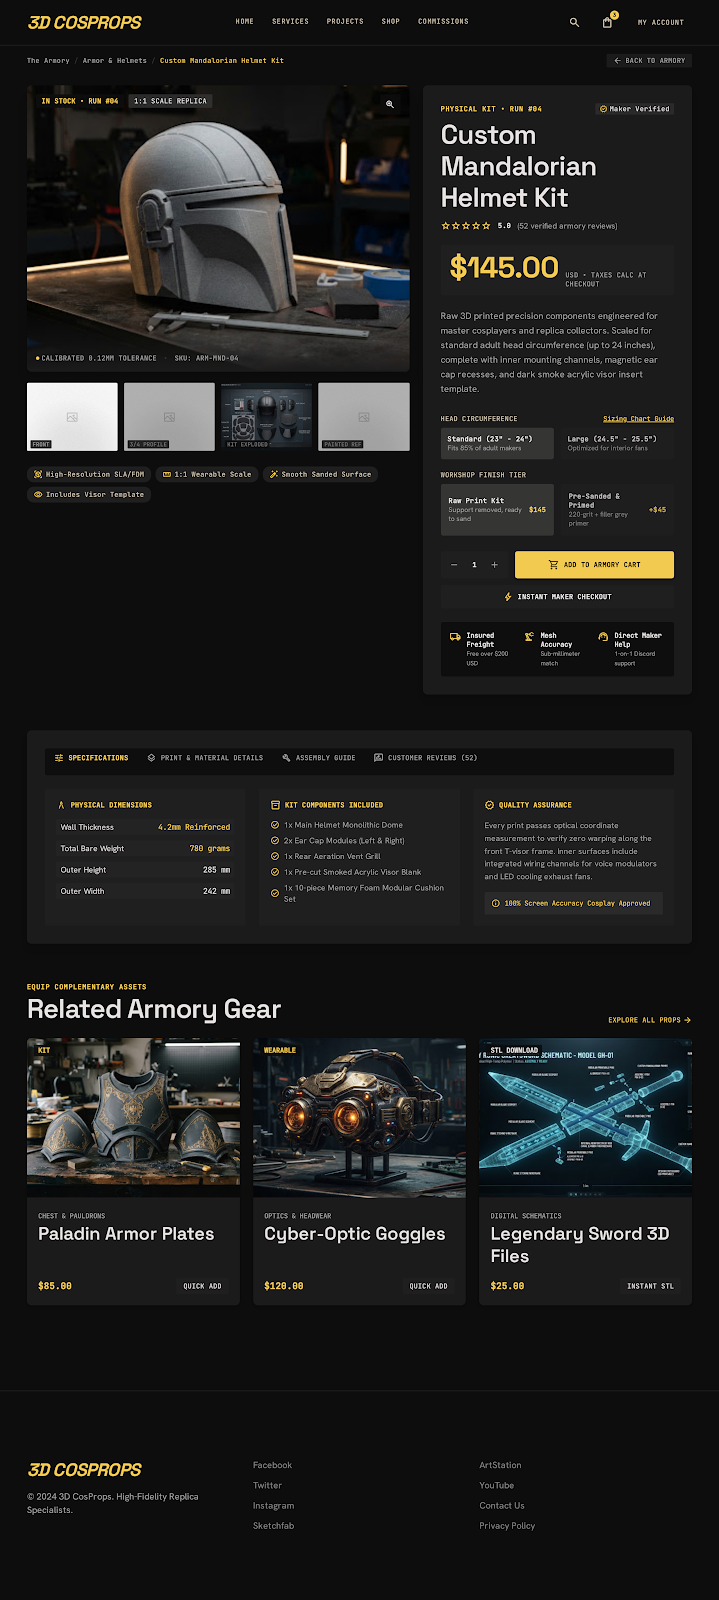 3D COSPROPS
HOME SERVICES PROJECTS SHOP COMMISSIONS
MY ACCOUNT
The Armory / Armor & Helmets / Custom Mandalorian Helmet Kit
BACK TO ARMORY
IN STOCK • RUN #04
1:1 SCALE REPLICA
CALIBRATED 0.12MM TOLERANCE · SKU: ARM-MND-04
FRONT
3/4 PROFILE
KIT EXPLODED
PAINTED REF
High-Resolution SLA/FDM
1:1 Wearable Scale
Smooth Sanded Surface
Includes Visor Template
PHYSICAL KIT • RUN #04
Maker Verified
Custom
Mandalorian
Helmet Kit
5.0 (52 verified armory reviews)
$145.00 USD • TAXES CALC AT
CHECKOUT
Raw 3D printed precision components engineered for
master cosplayers and replica collectors. Scaled for
standard adult head circumference (up to 24 inches),
complete with inner mounting channels, magnetic ear
cap recesses, and dark smoke acrylic visor insert
template.
HEAD CIRCUMFERENCE
Sizing Chart Guide
Standard (23" - 24")
Fits 85% of adult makers
Large (24.5" - 25.5")
Optimized for interior fans
WORKSHOP FINISH TIER
Raw Print Kit
Support removed, ready
to sand
$145
Pre-Sanded &
Primed
220-grit + filler grey
primer
+$45
− 1 +
ADD TO ARMORY CART
INSTANT MAKER CHECKOUT
Insured
Freight
Free over $200
USD
Mesh
Accuracy
Sub-millimeter
match
Direct Maker
Help
1-on-1 Discord
support
SPECIFICATIONS
PRINT & MATERIAL DETAILS
ASSEMBLY GUIDE
CUSTOMER REVIEWS (52)
PHYSICAL DIMENSIONS
Wall Thickness 4.2mm Reinforced
Total Bare Weight 780 grams
Outer Height 285 mm
Outer Width 242 mm
KIT COMPONENTS INCLUDED
1x Main Helmet Monolithic Dome
2x Ear Cap Modules (Left & Right)
1x Rear Aeration Vent Grill
1x Pre-cut Smoked Acrylic Visor Blank
1x 10-piece Memory Foam Modular Cushion
Set
QUALITY ASSURANCE
Every print passes optical coordinate
measurement to verify zero warping along the
front T-visor frame. Inner surfaces include
integrated wiring channels for voice modulators
and LED cooling exhaust fans.
100% Screen Accuracy Cosplay Approved
EQUIP COMPLEMENTARY ASSETS
Related Armory Gear
EXPLORE ALL PROPS
KIT
CHEST & PAULDRONS
Paladin Armor Plates
$85.00
QUICK ADD
WEARABLE
OPTICS & HEADWEAR
Cyber-Optic Goggles
$120.00
QUICK ADD
STL DOWNLOAD
SCHEMATIC - MODEL GH-01
DIGITAL SCHEMATICS
Legendary Sword 3D
Files
$25.00
INSTANT STL
3D COSPROPS
© 2024 3D CosProps. High-Fidelity Replica
Specialists.
Facebook
Twitter
Instagram
Sketchfab
ArtStation
YouTube
Contact Us
Privacy Policy